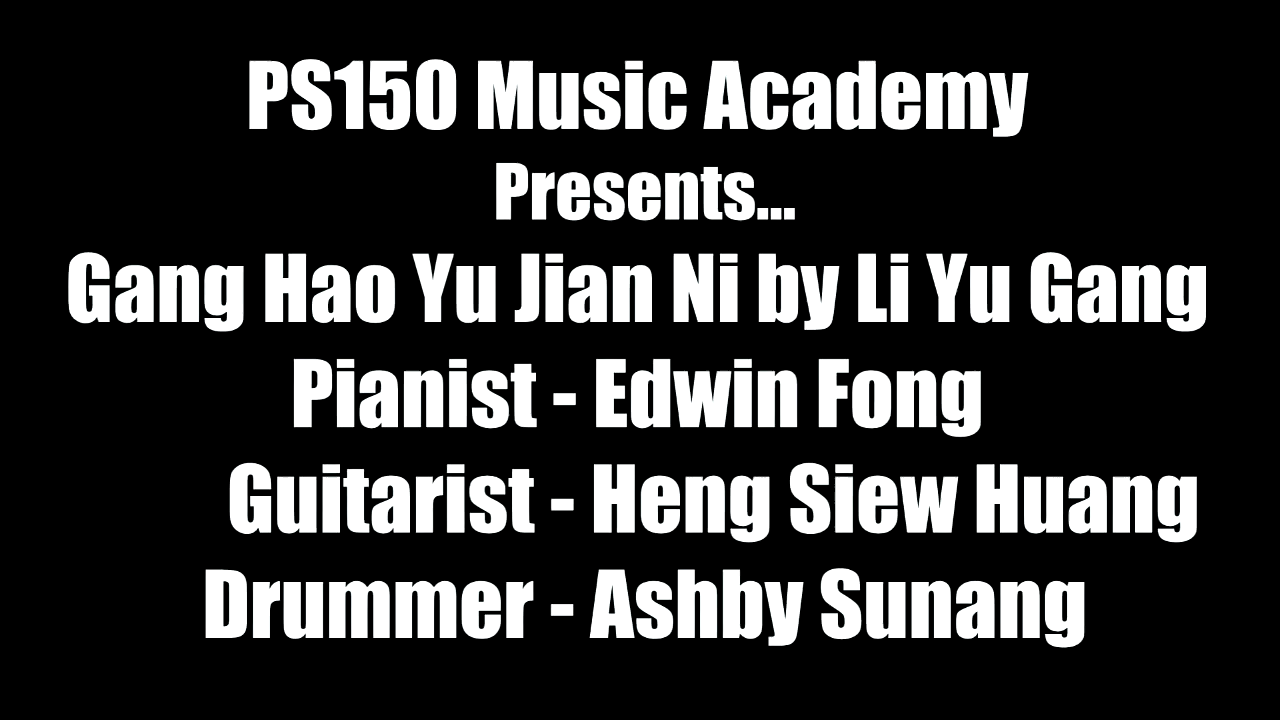 PS150 Music Academy
Presents...
Gang Hao Yu Jian Ni by Li Yu Gang
Pianist - Edwin Fong
Guitarist - Heng Siew Huang
Drummer - Ashby Sunang